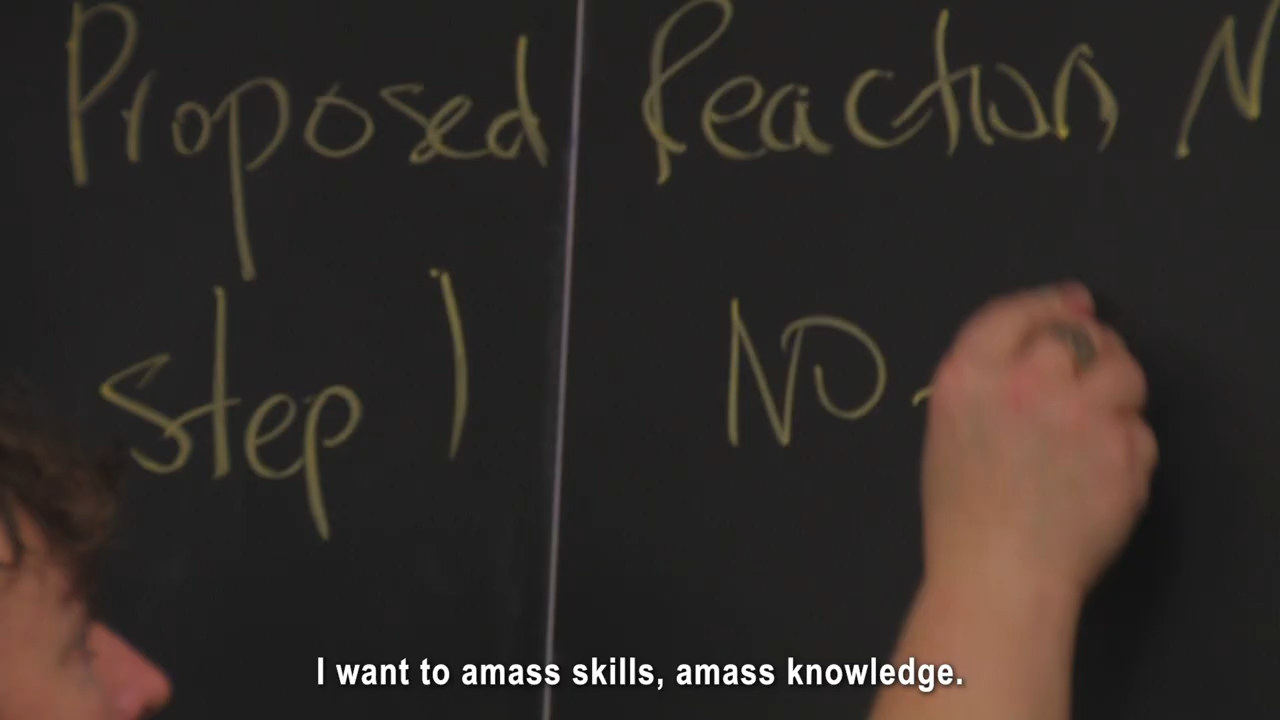 Proposed Reaction M
Step 1 NO
I want to amass skills, amass knowledge.